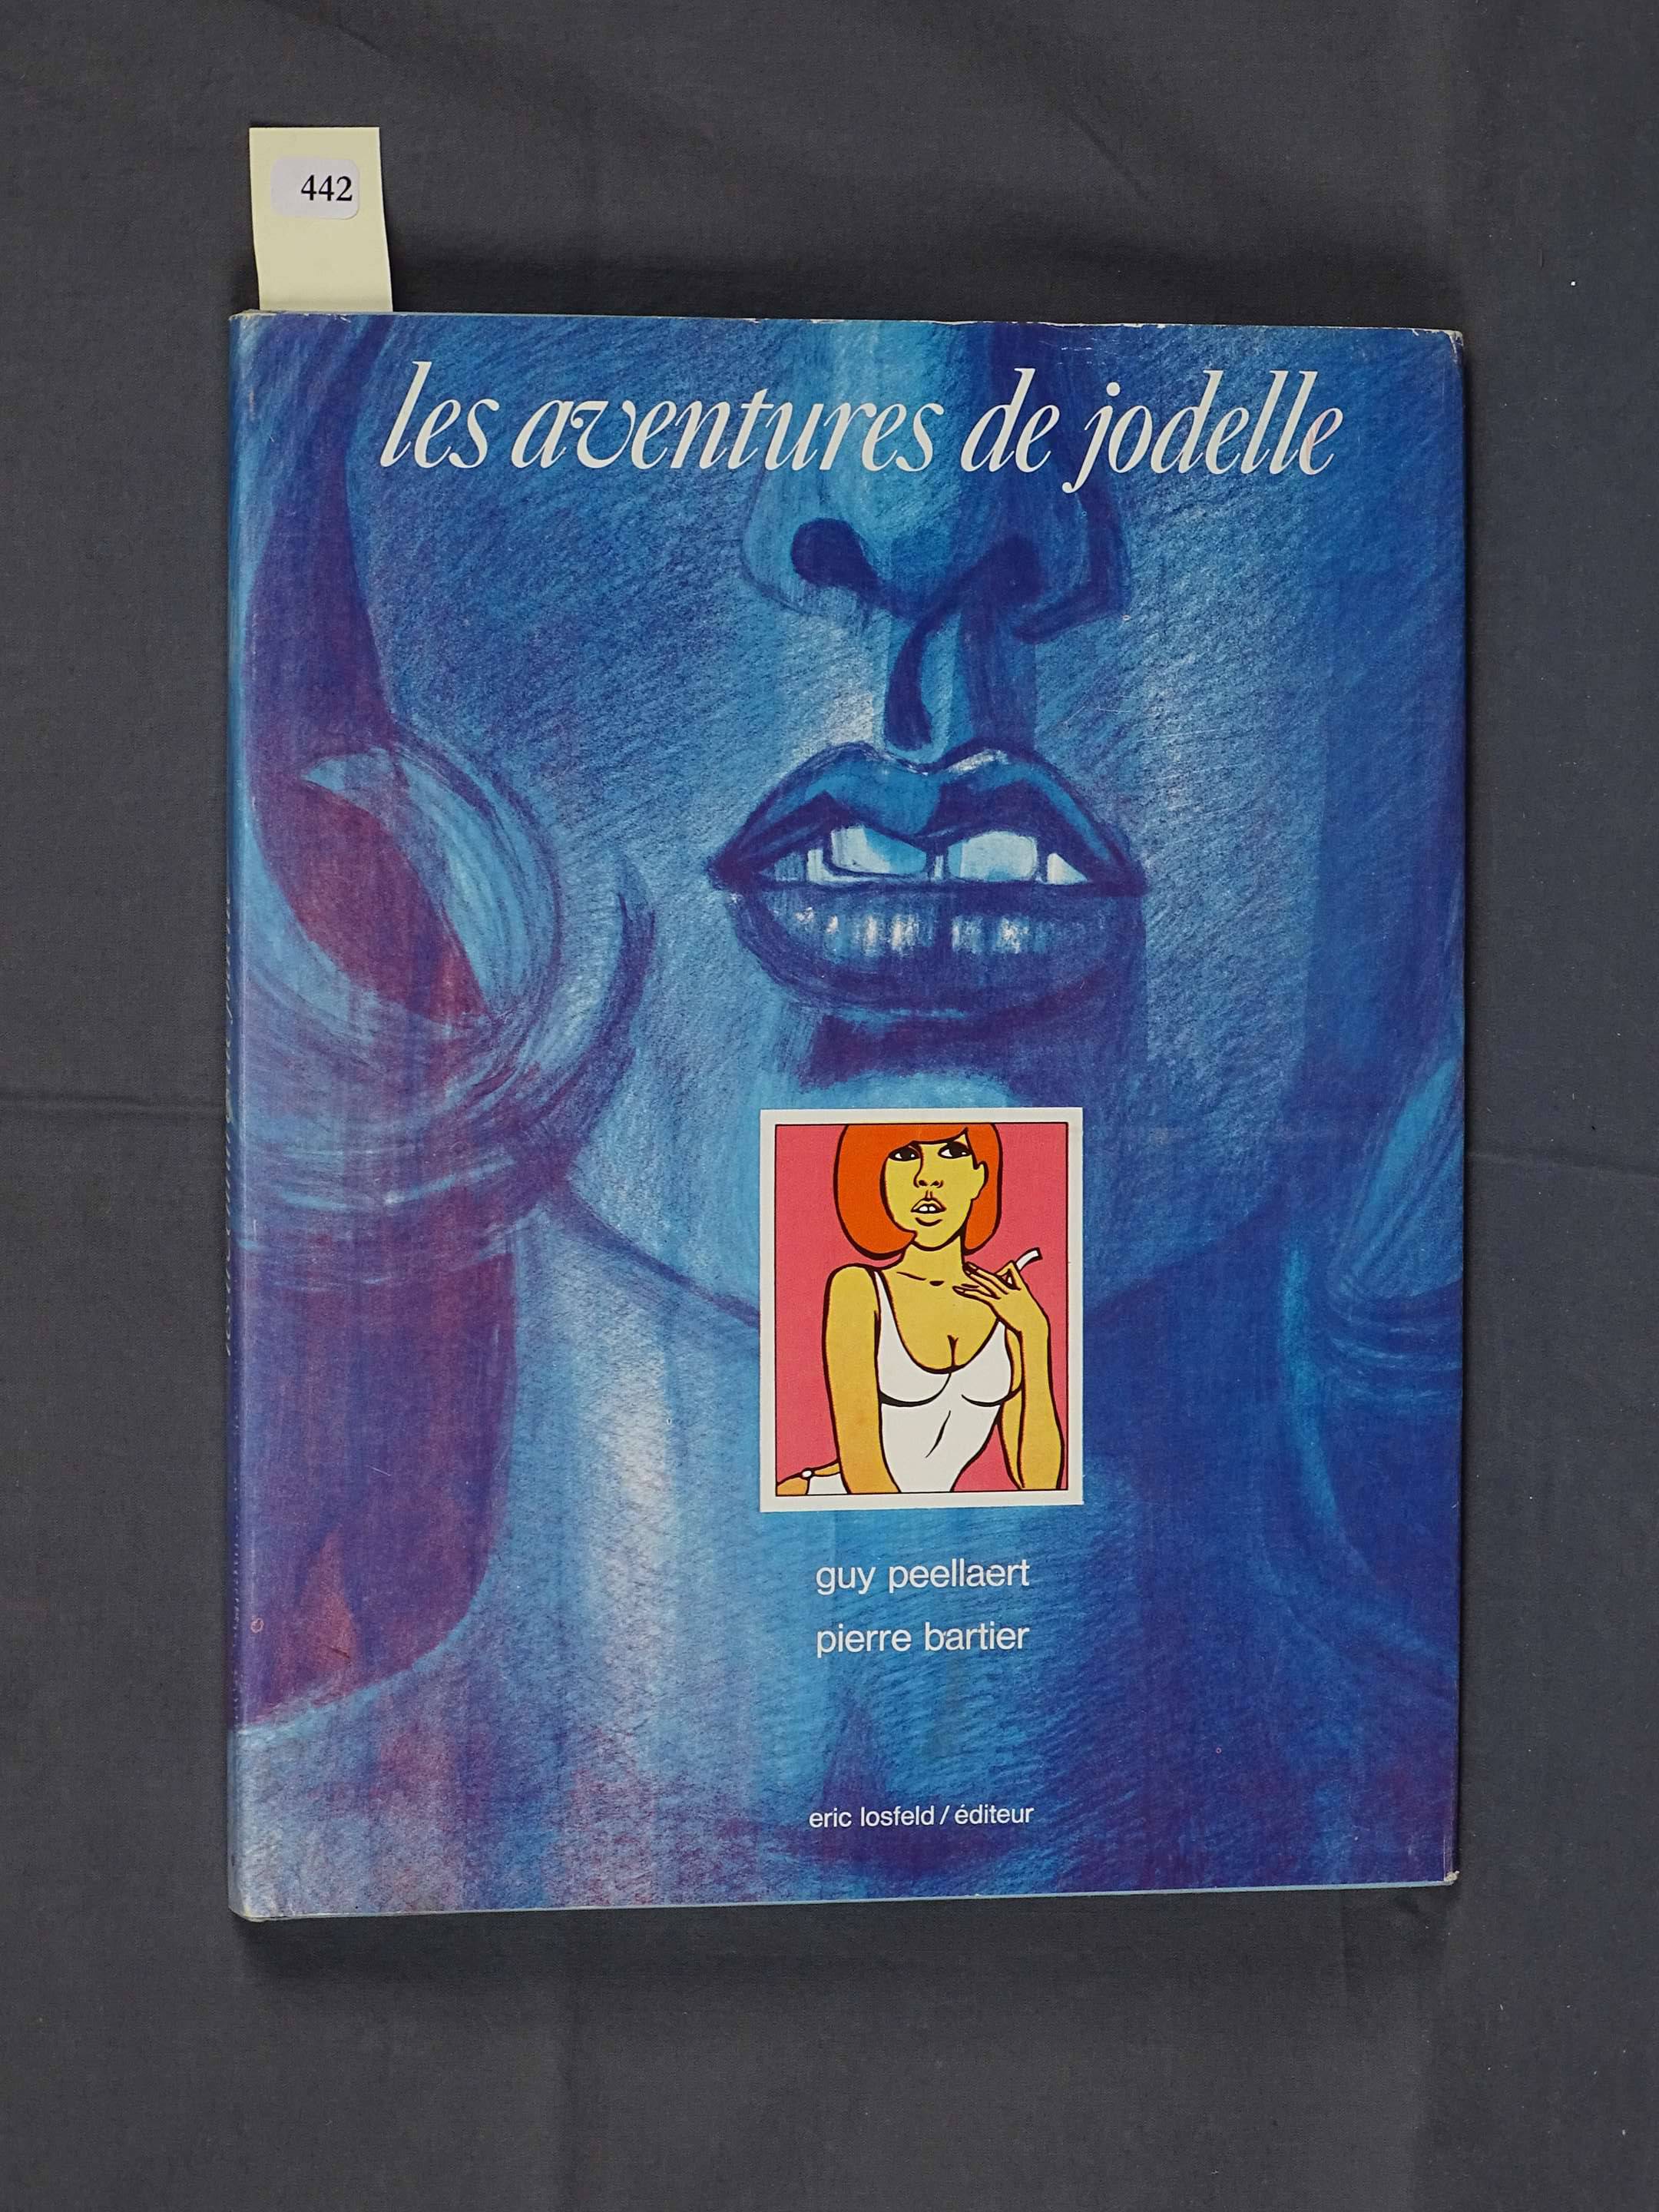 442
les aventures de jodelle
guy peellaert
pierre bartier
eric losfeld / éditeur